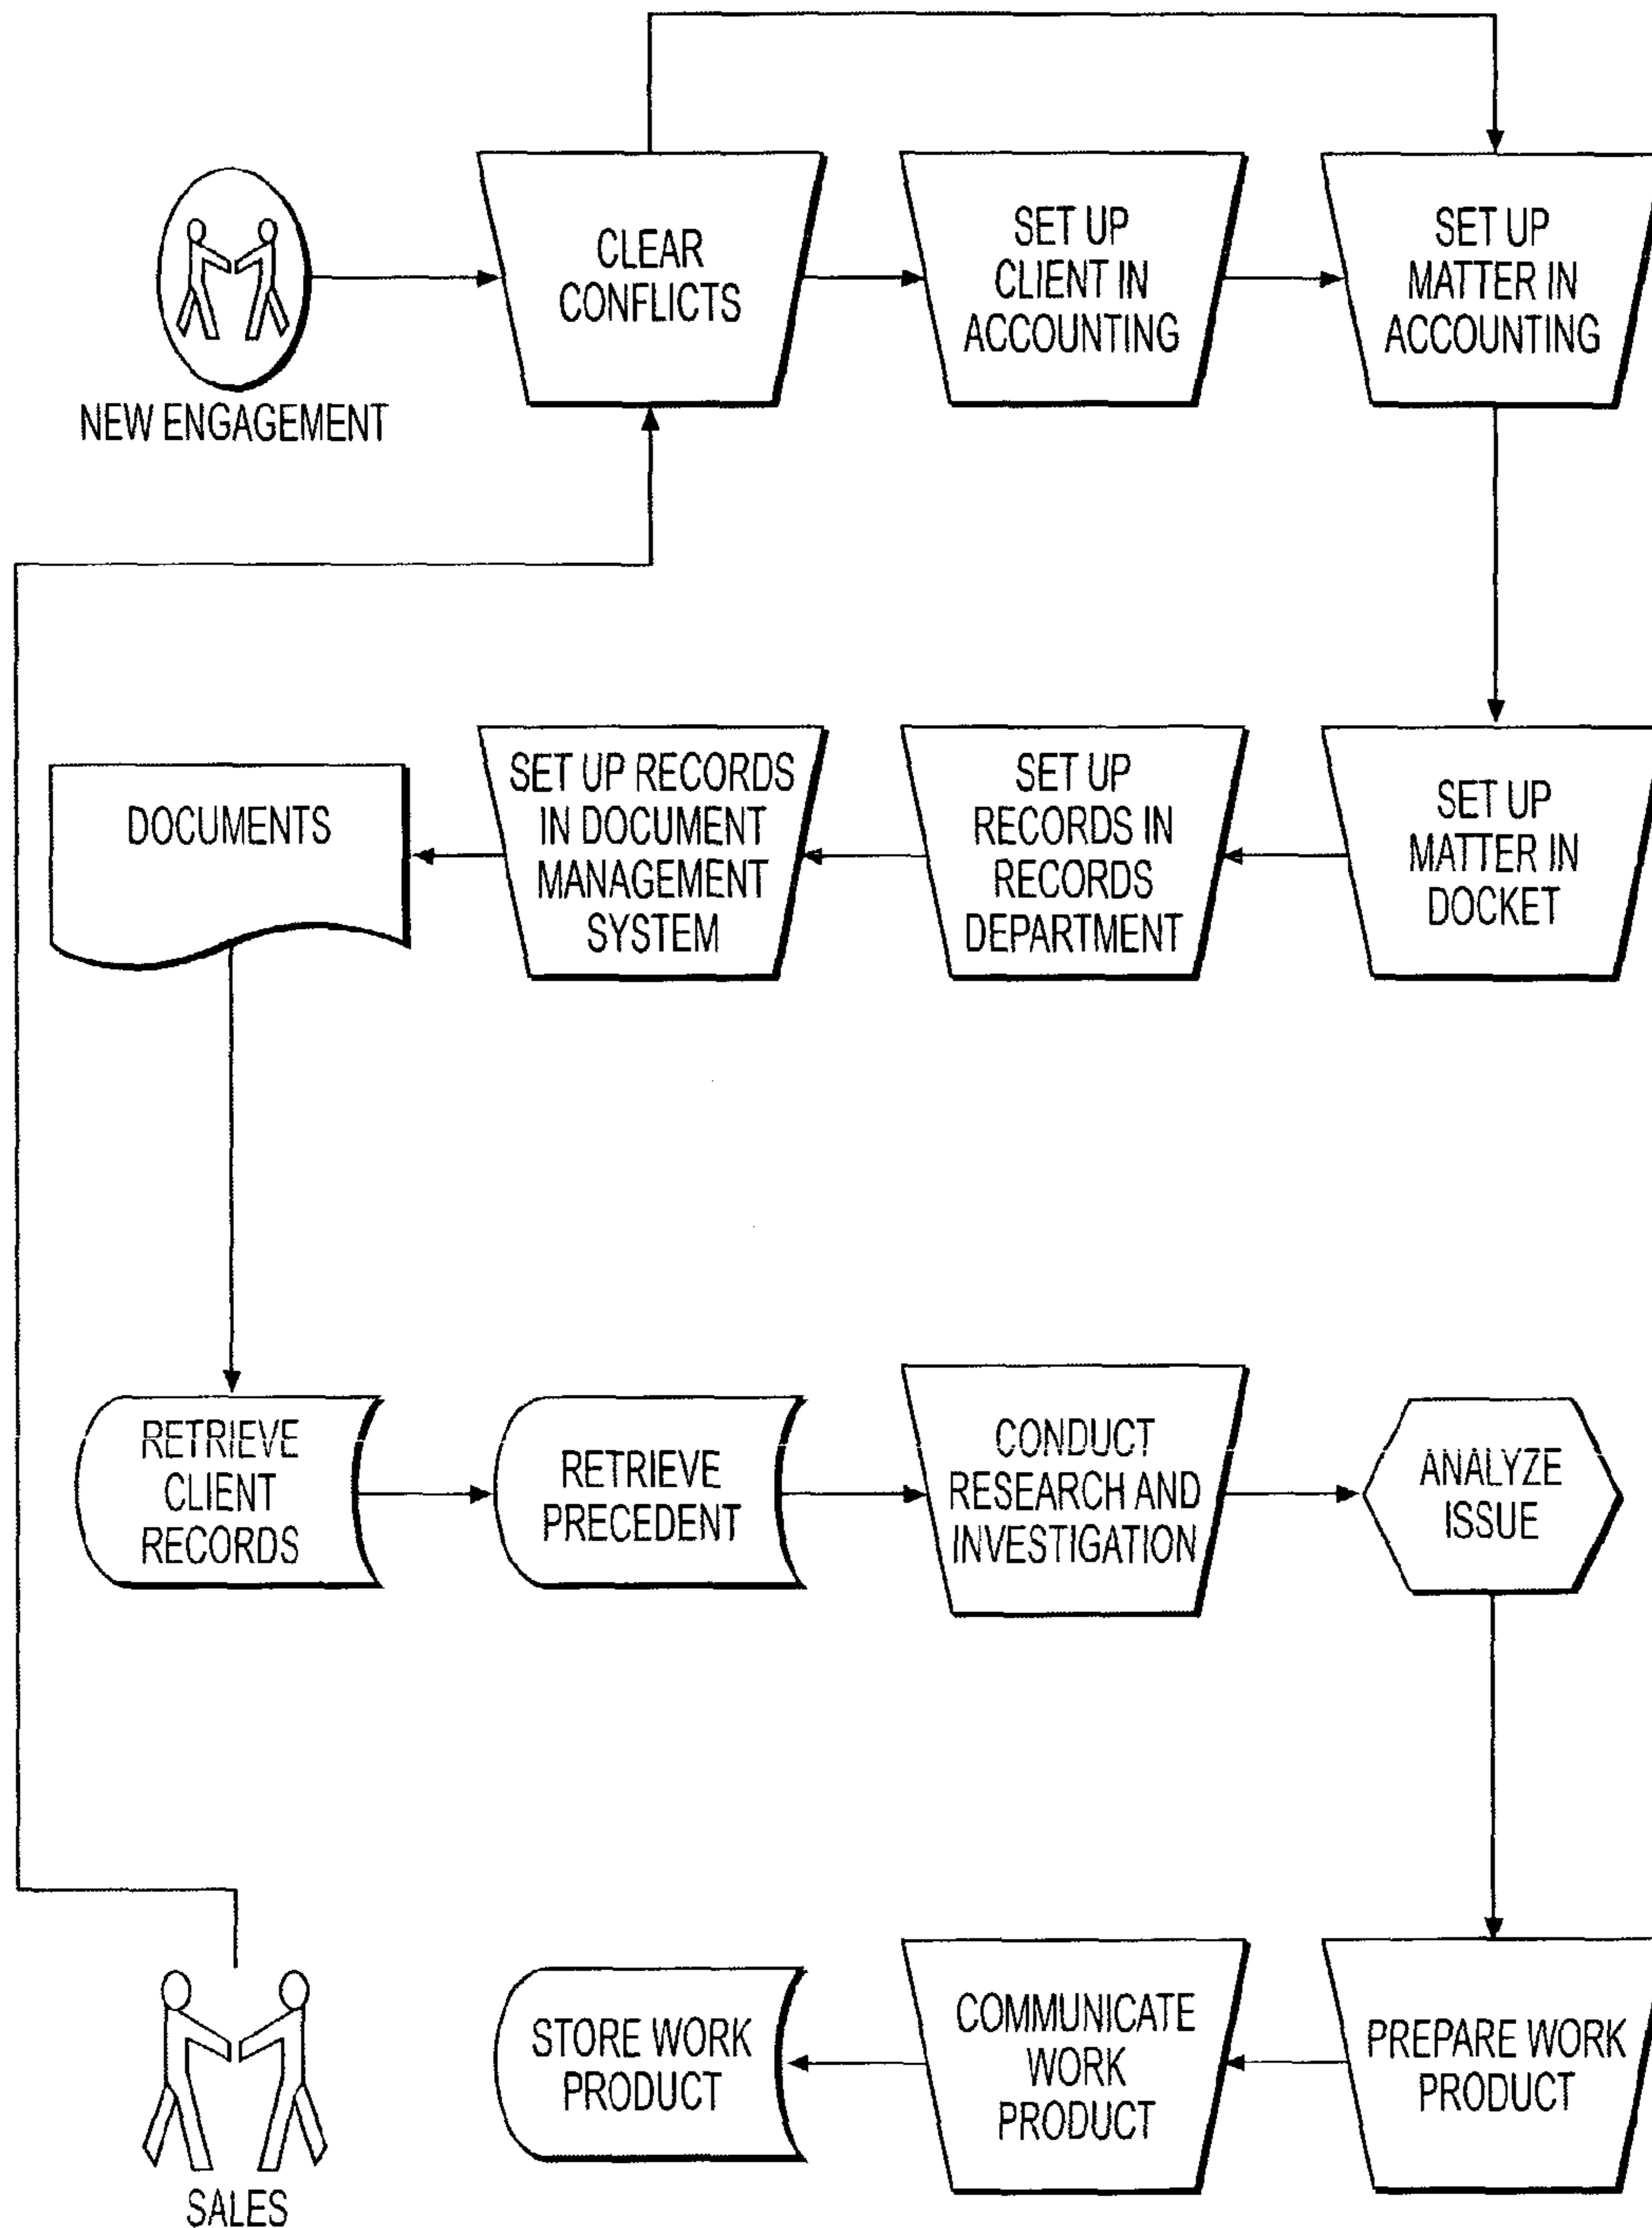 CLEAR
CONFLICTS
SET UP
CLIENT IN
ACCOUNTING
SET UP
MATTER IN
ACCOUNTING
NEW ENGAGEMENT
DOCUMENTS
SET UP RECORDS
IN DOCUMENT
MANAGEMENT
SYSTEM
SET UP
RECORDS IN
RECORDS
DEPARTMENT
SET UP
MATTER IN
DOCKET
RETRIEVE
CLIENT
RECORDS
RETRIEVE
PRECEDENT
CONDUCT
RESEARCH AND
INVESTIGATION
ANALYZE
ISSUE
STORE WORK
PRODUCT
COMMUNICATE
WORK
PRODUCT
PREPARE WORK
PRODUCT
SALES